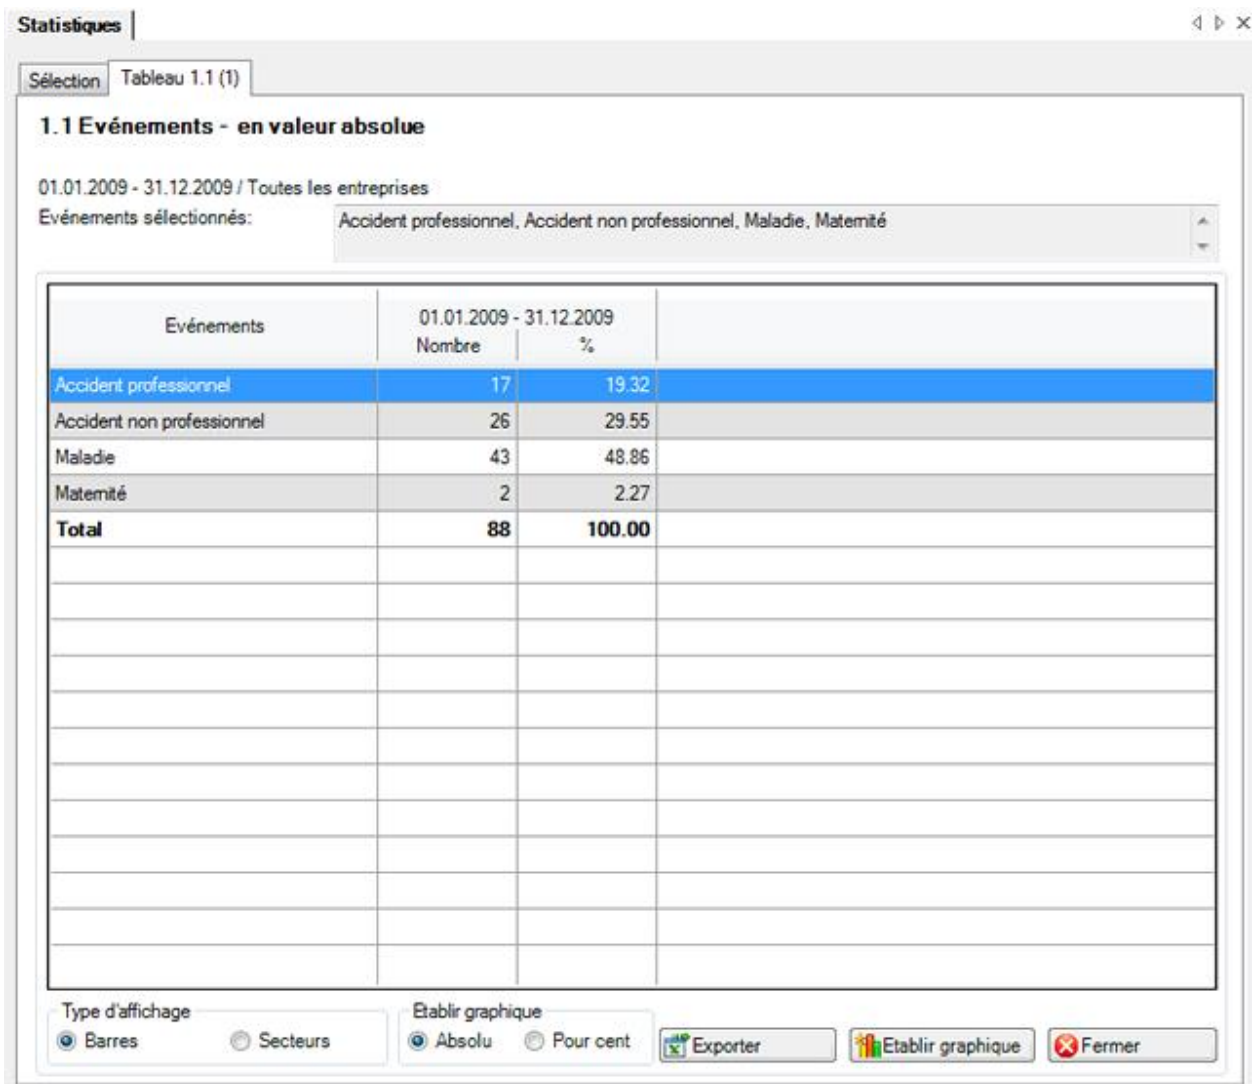 Statistiques
Sélection Tableau 1.1 (1)
1.1 Evénements - en valeur absolue
01.01.2009 - 31.12.2009 / Toutes les entreprises
Evénements sélectionnés: Accident professionnel, Accident non professionnel, Maladie, Maternité
Evénements 01.01.2009 - 31.12.2009
Nombre %
Accident professionnel 17 19.32
Accident non professionnel 26 29.55
Maladie 43 48.86
Maternité 2 2.27
Total 88 100.00
Type d'affichage Etablir graphique
Barres Secteurs Absolu Pour cent Exporter Etablir graphique Fermer